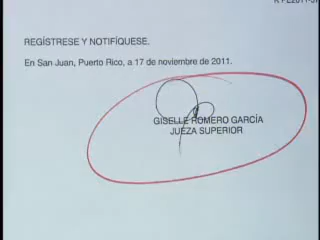 REGÍSTRESE Y NOTIFÍQUESE.
En San Juan, Puerto Rico, a 17 de noviembre de 2011.
GISELLE ROMERO GARCÍA
JUEZA SUPERIOR